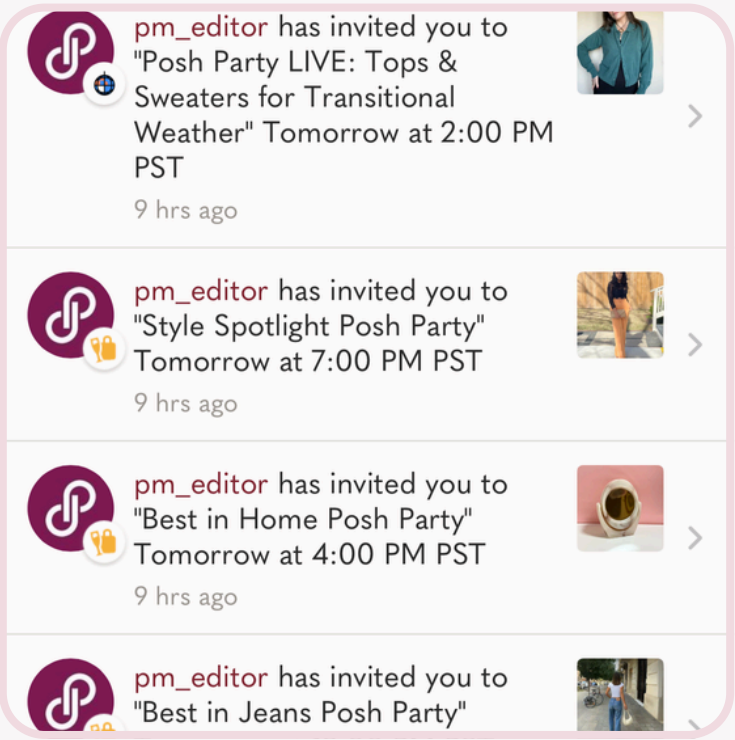 pm_editor has invited you to
"Posh Party LIVE: Tops &
Sweaters for Transitional
Weather" Tomorrow at 2:00 PM
PST
9 hrs ago
pm_editor has invited you to
"Style Spotlight Posh Party"
Tomorrow at 7:00 PM PST
9 hrs ago
pm_editor has invited you to
"Best in Home Posh Party"
Tomorrow at 4:00 PM PST
9 hrs ago
pm_editor has invited you to
"Best in Jeans Posh Party"